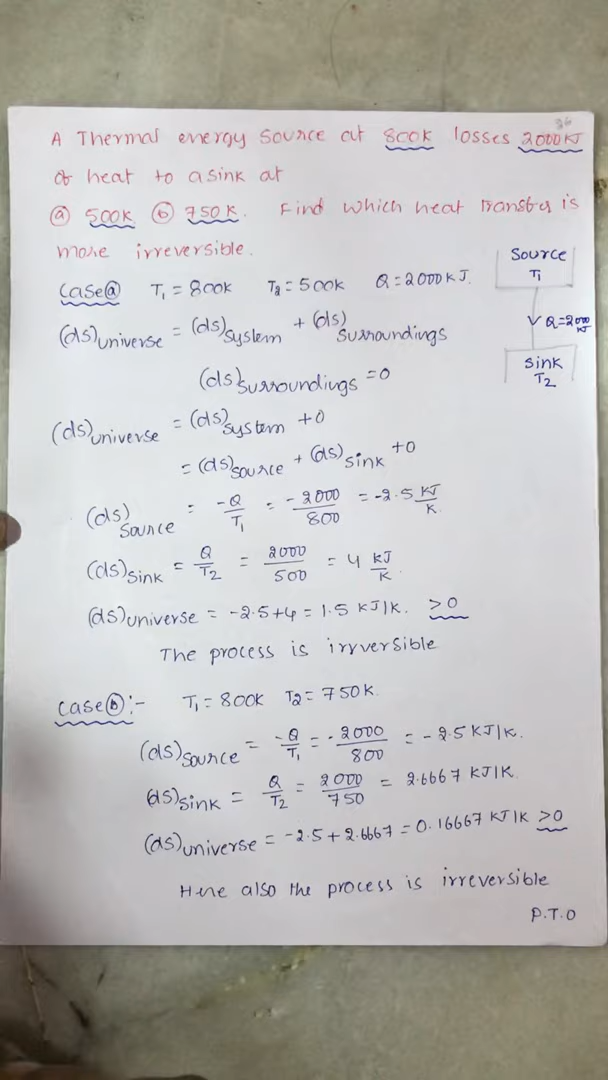 36
A Thermal energy source at 800K losses 2000KJ
of heat to a sink at
ⓐ 500K ⓑ 750K. Find which heat transfer is
more irreversible.
Case ⓐ T₁ = 800K T₂ = 500K Q = 2000KJ.
Source
T₁
Q = 2000 KJ
Sink
T₂
(ds)universe = (ds)system + (ds)surroundings
(ds)surroundings = 0
(ds)universe = (ds)system + 0
= (ds)source + (ds)sink + 0
(ds)source = -Q/T₁ = -2000/800 = -2.5 KJ/K.
(ds)sink = Q/T₂ = 2000/500 = 4 KJ/K.
(ds)universe = -2.5+4 = 1.5 KJ/K. >0
The process is irrversible
case ⓑ:- T₁ = 800K T₂ = 750K.
(ds)source = -Q/T₁ = -2000/800 = -2.5 KJ/K.
(ds)sink = Q/T₂ = 2000/750 = 2.6667 KJ/K
(ds)universe = -2.5 + 2.6667 = 0.16667 KJ/K >0
Here also the process is irreversible
P.T.O